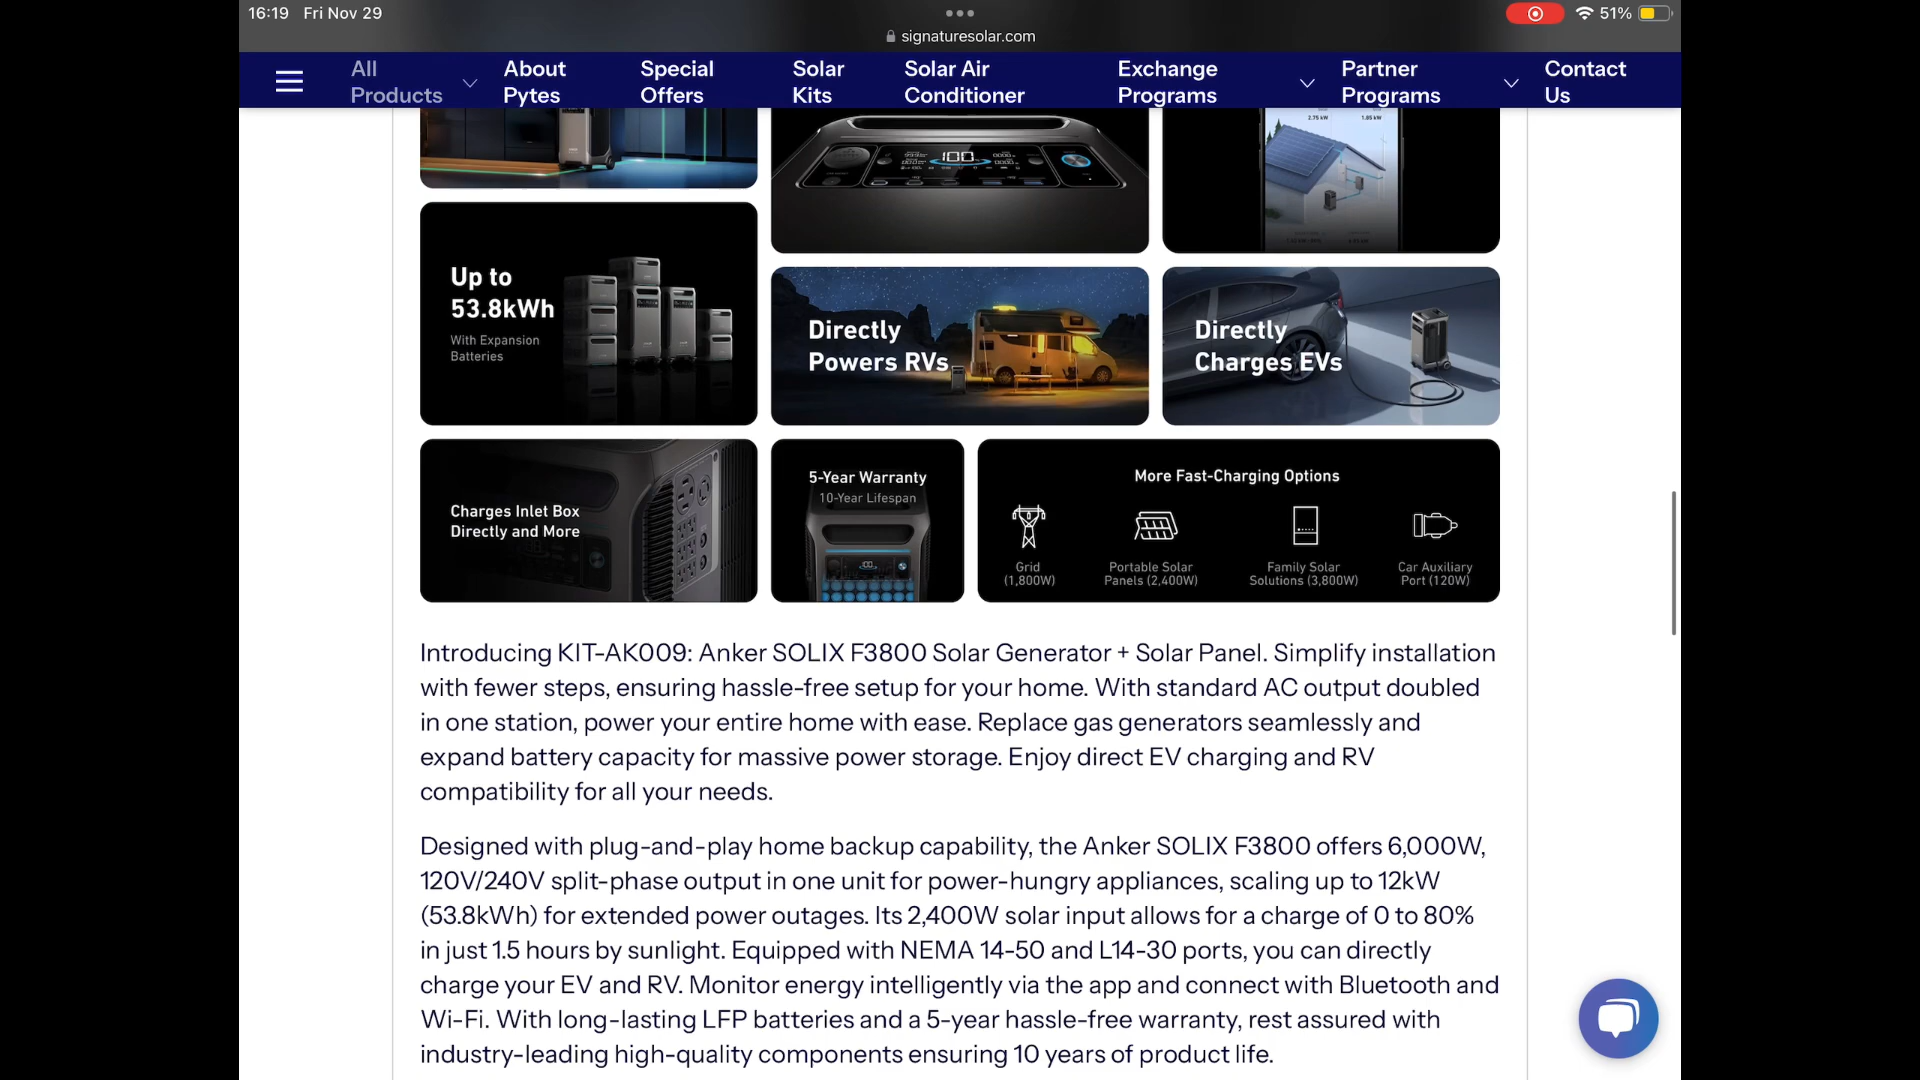 16:19 Fri Nov 29
51%
signaturesolar.com
All Products
About Pytes
Special Offers
Solar Kits
Solar Air Conditioner
Exchange Programs
Partner Programs
Contact Us
2.75 kW
1.85 kW
100
Up to
53.8kWh
With Expansion
Batteries
Directly
Powers RVs
Directly
Charges EVs
Charges Inlet Box
Directly and More
5-Year Warranty
10-Year Lifespan
More Fast-Charging Options
Grid
(1,800W)
Portable Solar
Panels (2,400W)
Family Solar
Solutions (3,800W)
Car Auxiliary
Port (120W)
Introducing KIT-AK009: Anker SOLIX F3800 Solar Generator + Solar Panel. Simplify installation
with fewer steps, ensuring hassle-free setup for your home. With standard AC output doubled
in one station, power your entire home with ease. Replace gas generators seamlessly and
expand battery capacity for massive power storage. Enjoy direct EV charging and RV
compatibility for all your needs.
Designed with plug-and-play home backup capability, the Anker SOLIX F3800 offers 6,000W,
120V/240V split-phase output in one unit for power-hungry appliances, scaling up to 12kW
(53.8kWh) for extended power outages. Its 2,400W solar input allows for a charge of 0 to 80%
in just 1.5 hours by sunlight. Equipped with NEMA 14-50 and L14-30 ports, you can directly
charge your EV and RV. Monitor energy intelligently via the app and connect with Bluetooth and
Wi-Fi. With long-lasting LFP batteries and a 5-year hassle-free warranty, rest assured with
industry-leading high-quality components ensuring 10 years of product life.